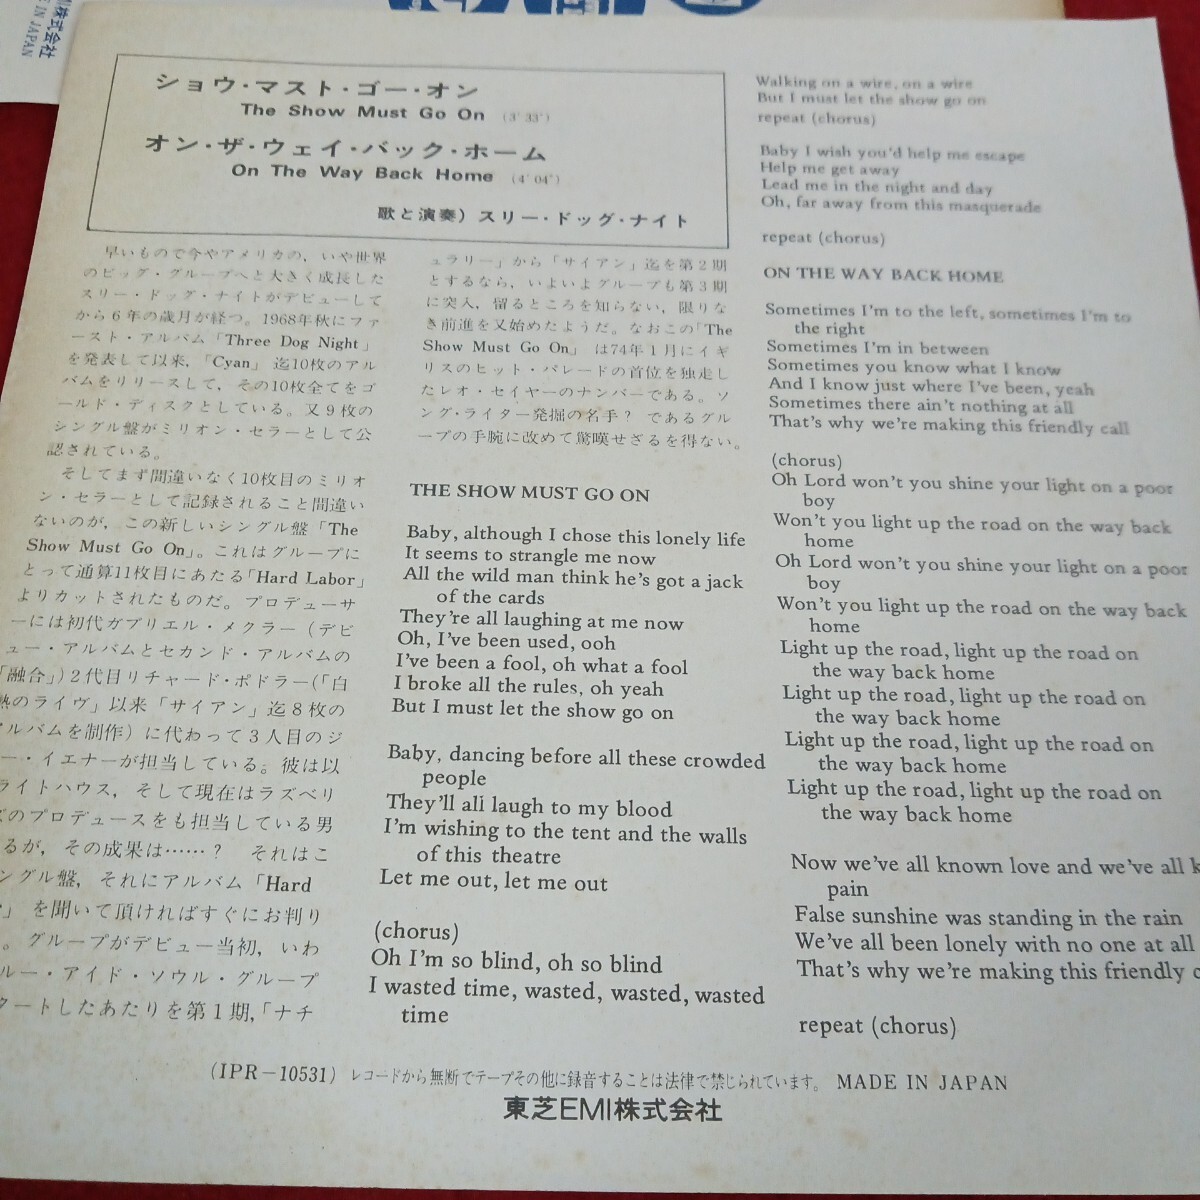 株式会社
E IN JAPAN
ショウ・マスト・ゴー・オン
The Show Must Go On (3'33")
オン・ザ・ウェイ・バック・ホーム
On The Way Back Home (4'04")
歌と演奏) スリー・ドッグ・ナイト
早いもので今やアメリカの，いや世界
のビッグ・グループへと大きく成長した
スリー・ドッグ・ナイトがデビューして
から6年の歳月が経つ。1968年秋にファ
ースト・アルバム「Three Dog Night」
を発表して以来，「Cyan」迄10枚のアル
バムをリリースして，その10枚全てをゴ
ールド・ディスクとしている。又9枚の
シングル盤がミリオン・セラーとして公
認されている。
そしてまず間違いなく10枚目のミリオ
ン・セラーとして記録されること間違い
ないのが，この新しいシングル盤「The
Show Must Go On」。これはグループに
とって通算11枚目にあたる「Hard Labor」
よりカットされたものだ。プロデューサ
ーには初代ガブリエル・メクラー（デビ
ュー・アルバムとセカンド・アルバムの
「融合」）2代目リチャード・ポドラー(「白
熱のライヴ」以来「サイアン」迄8枚の
アルバムを制作）に代わって3人目のジ
ー・イエナーが担当している。彼は以
ライトハウス，そして現在はラズベリ
ズのプロデュースをも担当している男
るが，その成果は……？ それはこ
ングル盤，それにアルバム「Hard
」を聞いて頂ければすぐにお判り
。グループがデビュー当初，いわ
ルー・アイド・ソウル・グループ
タートしたあたりを第1期，「ナチ
ュラリー」から「サイアン」迄を第2期
とするなら，いよいよグループも第3期
に突入，留るところを知らない，限りな
き前進を又始めたようだ。なおこの「The
Show Must Go On」は74年1月にイギ
リスのヒット・パレードの首位を独走し
たレオ・セイヤーのナンバーである。ソ
ング・ライター発掘の名手？ であるグル
ープの手腕に改めて驚嘆せざるを得ない。
THE SHOW MUST GO ON
Baby, although I chose this lonely life
It seems to strangle me now
All the wild man think he's got a jack
of the cards
They're all laughing at me now
Oh, I've been used, ooh
I've been a fool, oh what a fool
I broke all the rules, oh yeah
But I must let the show go on
Baby, dancing before all these crowded
people
They'll all laugh to my blood
I'm wishing to the tent and the walls
of this theatre
Let me out, let me out
(chorus)
Oh I'm so blind, oh so blind
I wasted time, wasted, wasted, wasted
time
Walking on a wire, on a wire
But I must let the show go on
repeat (chorus)
Baby I wish you'd help me escape
Help me get away
Lead me in the night and day
Oh, far away from this masquerade
repeat (chorus)
ON THE WAY BACK HOME
Sometimes I'm to the left, sometimes I'm to
the right
Sometimes I'm in between
Sometimes you know what I know
And I know just where I've been, yeah
Sometimes there ain't nothing at all
That's why we're making this friendly call
(chorus)
Oh Lord won't you shine your light on a poor
boy
Won't you light up the road on the way back
home
Oh Lord won't you shine your light on a poor
boy
Won't you light up the road on the way back
home
Light up the road, light up the road on
the way back home
Light up the road, light up the road on
the way back home
Light up the road, light up the road on
the way back home
Light up the road, light up the road on
the way back home
Now we've all known love and we've all k
pain
False sunshine was standing in the rain
We've all been lonely with no one at all
That's why we're making this friendly c
repeat (chorus)
(IPR-10531) レコードから無断でテープその他に録音することは法律で禁じられています。 MADE IN JAPAN
東芝EMI株式会社